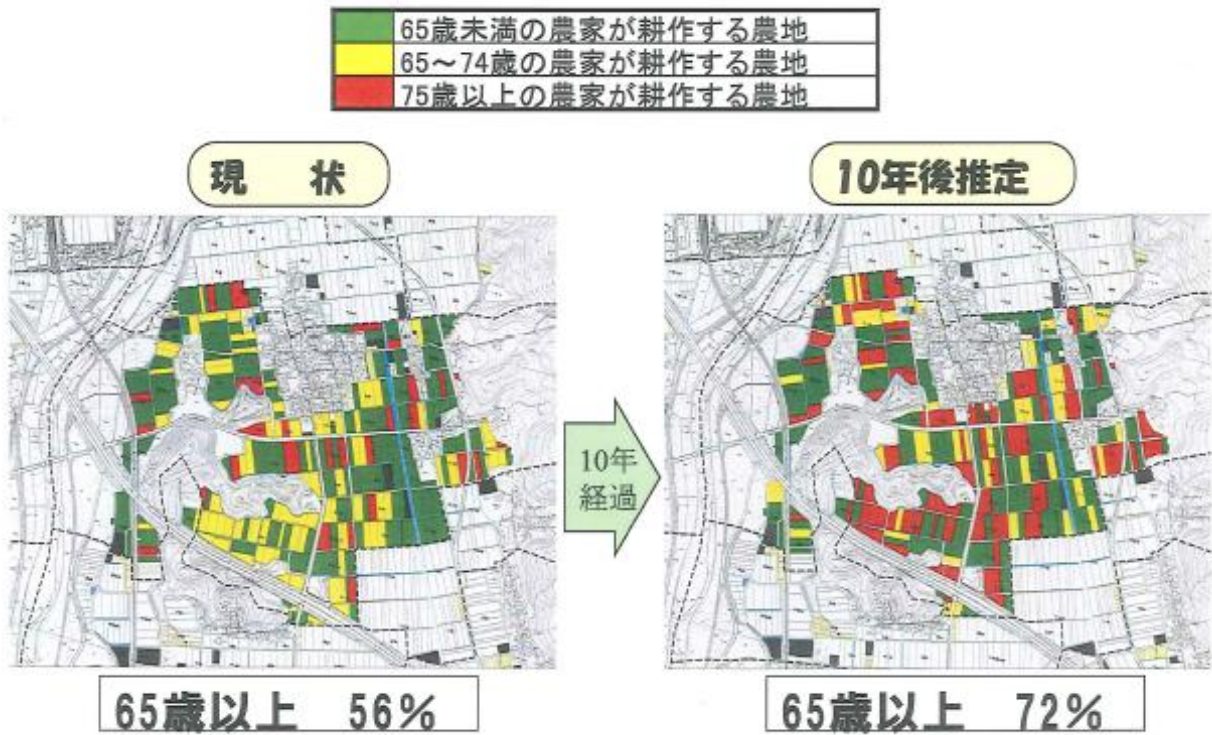 65歳未満の農家が耕作する農地
65～74歳の農家が耕作する農地
75歳以上の農家が耕作する農地
現　状
10年後推定
10年
経過
65歳以上　56%
65歳以上　72%